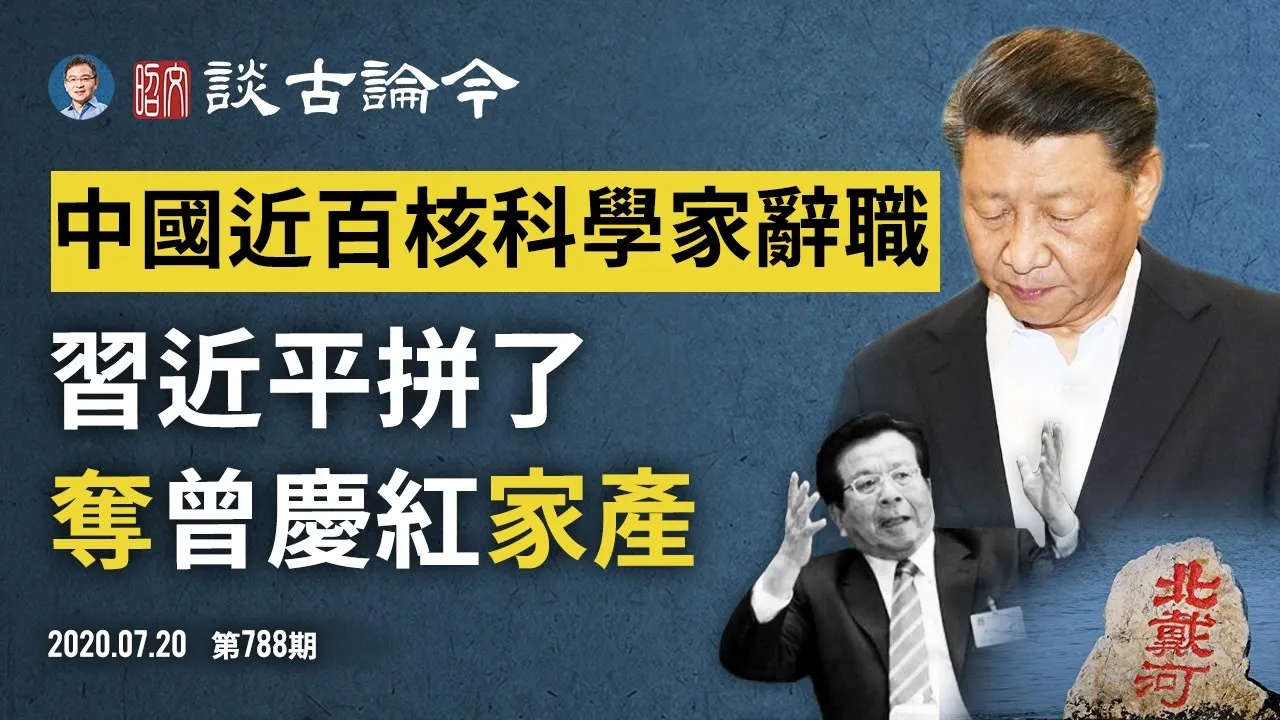 昭文 談古論今
中國近百核科學家辭職
習近平拼了
奪曾慶紅家產
2020.07.20 第788期
北戴河